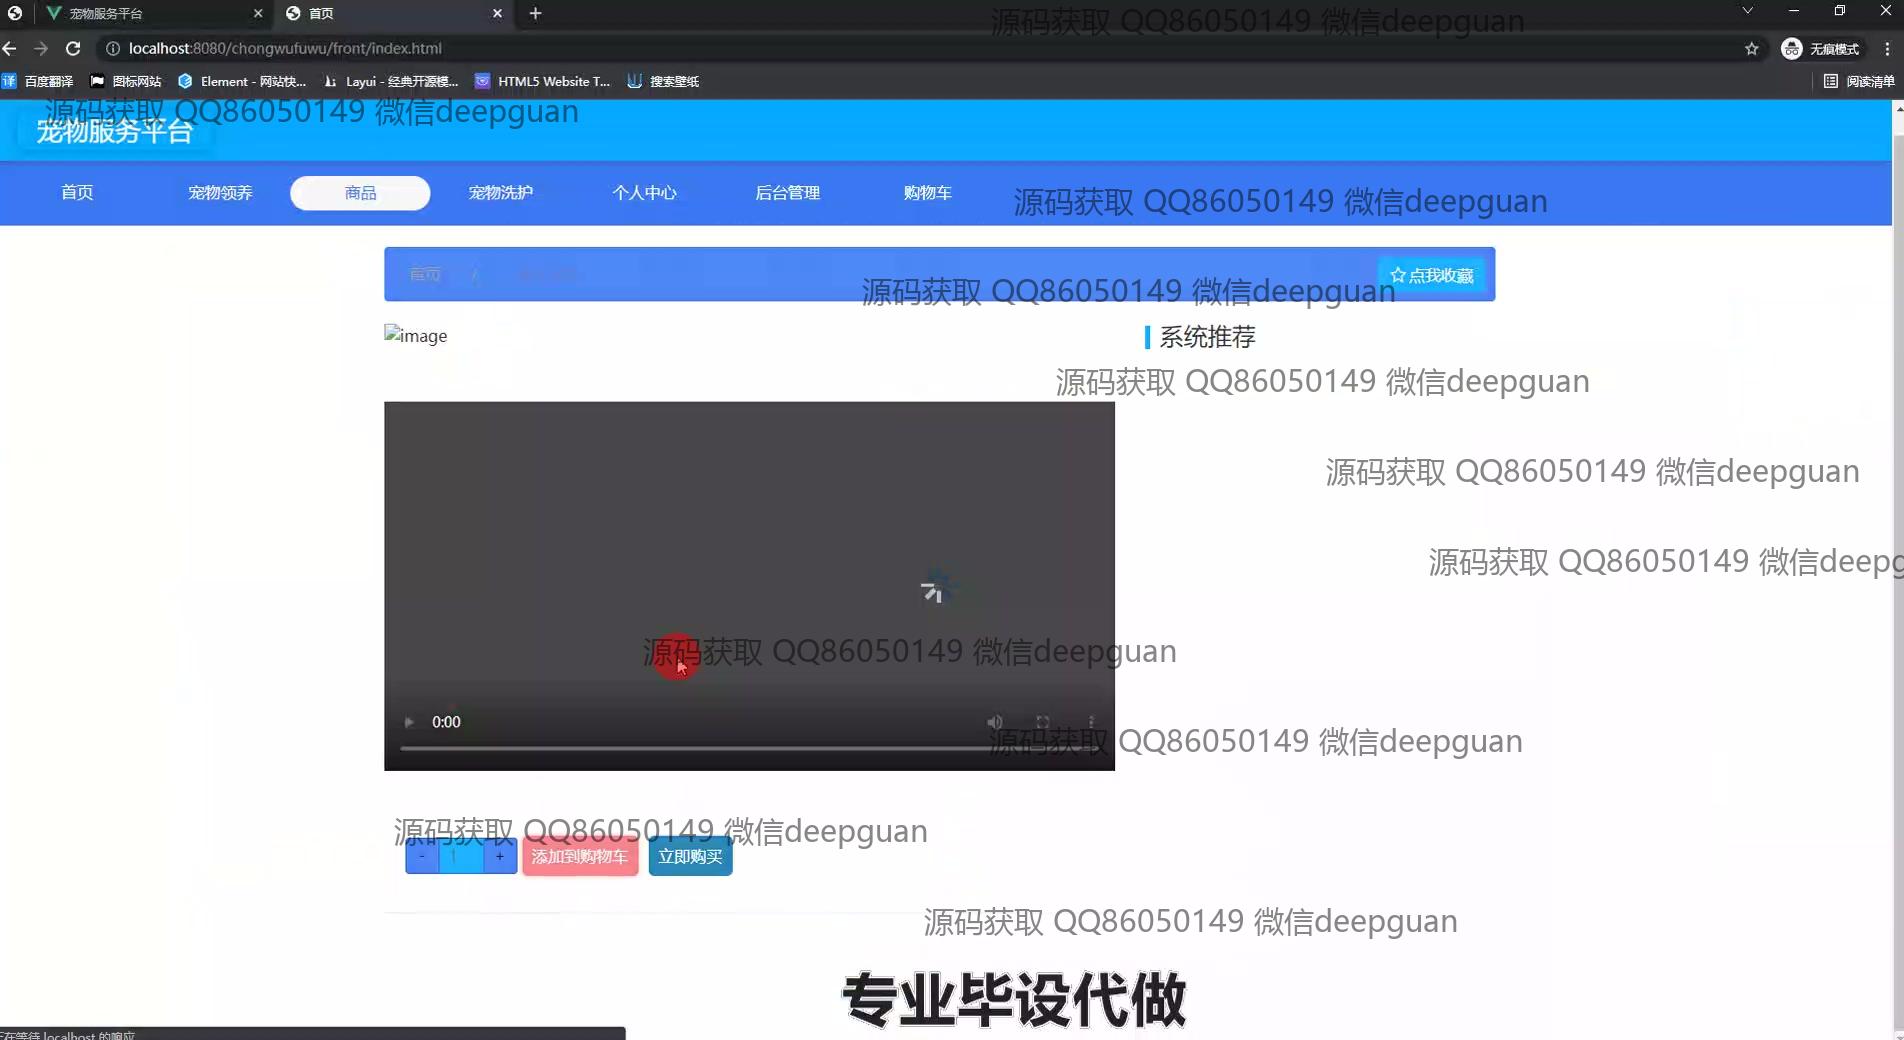 宠物服务平台
首页
源码获取 QQ86050149 微信deepguan
localhost:8080/chongwufuwu/front/index.html
无痕模式
百度翻译
图标网站
Element - 网站快...
Layui - 经典开源模...
HTML5 Website T...
搜索壁纸
阅读清单
源码获取 QQ86050149 微信deepguan
宠物服务平台
首页
宠物领养
商品
宠物洗护
个人中心
后台管理
购物车
源码获取 QQ86050149 微信deepguan
首页 /
点我收藏
源码获取 QQ86050149 微信deepguan
image
系统推荐
源码获取 QQ86050149 微信deepguan
源码获取 QQ86050149 微信deepguan
源码获取 QQ86050149 微信deepg
源码获取 QQ86050149 微信deepguan
0:00
源码获取 QQ86050149 微信deepguan
源码获取 QQ86050149 微信deepguan
- 1 +
添加到购物车
立即购买
源码获取 QQ86050149 微信deepguan
专业毕设代做
在等待 localhost 的响应